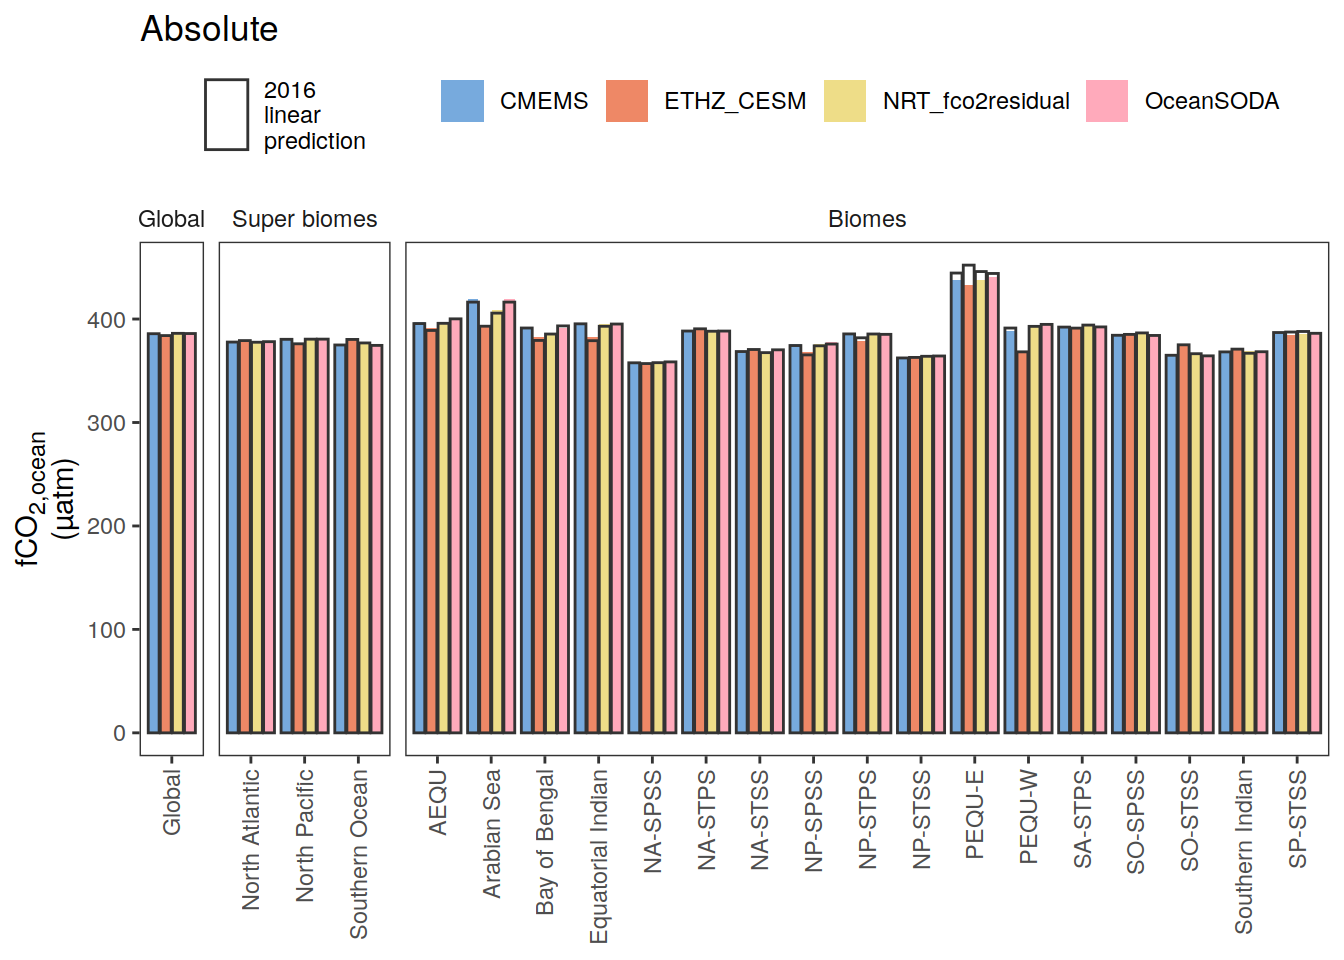 Absolute
2016
linear
prediction
CMEMS
ETHZ_CESM
NRT_fco2residual
OceanSODA
Global
Super biomes
Biomes
fCO2,ocean
(µatm)
400
300
200
100
0
Global
North Atlantic
North Pacific
Southern Ocean
AEQU
Arabian Sea
Bay of Bengal
Equatorial Indian
NA-SPSS
NA-STPS
NA-STSS
NP-SPSS
NP-STPS
NP-STSS
PEQU-E
PEQU-W
SA-STPS
SO-SPSS
SO-STSS
Southern Indian
SP-STSS